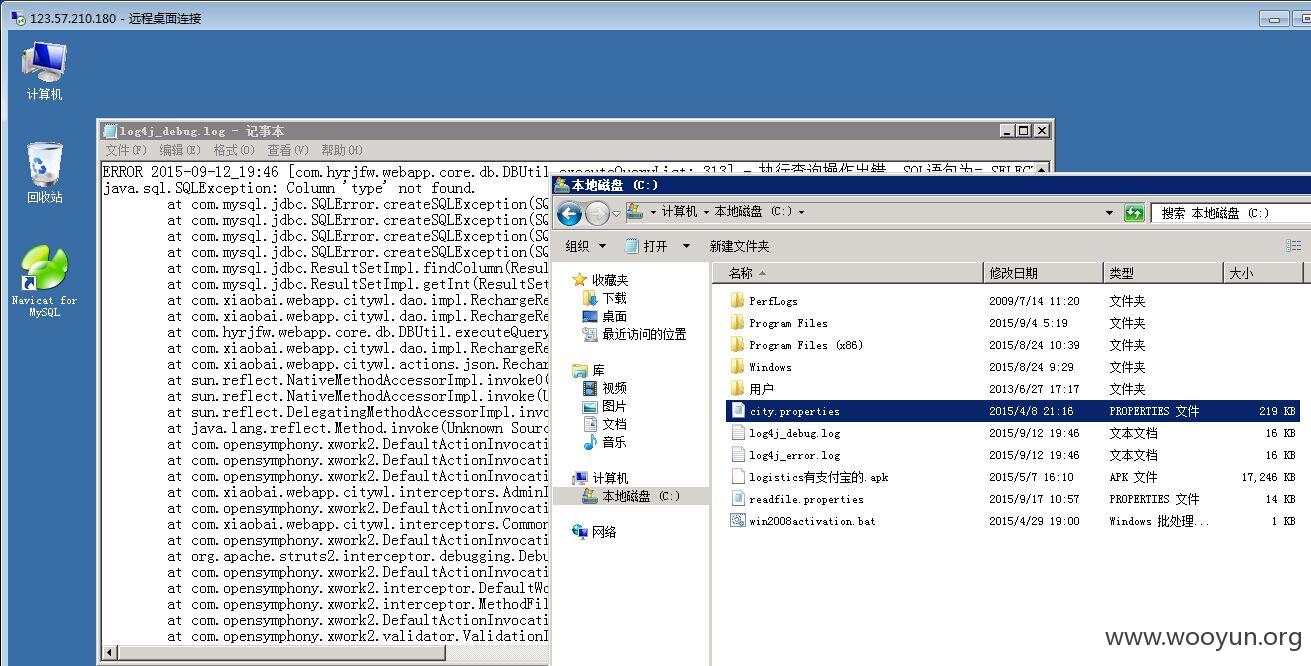 123.57.210.180 - 远程桌面连接
计算机
回收站
Navicat for
MySQL
log4j_debug.log - 记事本
文件(F) 编辑(E) 格式(O) 查看(V) 帮助(H)
ERROR 2015-09-12_19:46 [com.hyrjfw.webapp.core.db.DBUtil.executeQueryList: 313] - 执行查询操作出错, SQL语句为= SELECT
java.sql.SQLException: Column 'type' not found.
at com.mysql.jdbc.SQLError.createSQLException(SQ
at com.mysql.jdbc.SQLError.createSQLException(SQ
at com.mysql.jdbc.SQLError.createSQLException(SQ
at com.mysql.jdbc.SQLError.createSQLException(SQ
at com.mysql.jdbc.ResultSetImpl.findColumn(Resul
at com.mysql.jdbc.ResultSetImpl.getInt(ResultSet
at com.xiaobai.webapp.citywl.dao.impl.RechargeRe
at com.xiaobai.webapp.citywl.dao.impl.RechargeRe
at com.hyrjfw.webapp.core.db.DBUtil.executeQuery
at com.xiaobai.webapp.citywl.dao.impl.RechargeRe
at com.xiaobai.webapp.citywl.actions.json.Rechar
at sun.reflect.NativeMethodAccessorImpl.invoke0(
at sun.reflect.NativeMethodAccessorImpl.invoke(U
at sun.reflect.DelegatingMethodAccessorImpl.invo
at java.lang.reflect.Method.invoke(Unknown Sourc
at com.opensymphony.xwork2.DefaultActionInvocati
at com.opensymphony.xwork2.DefaultActionInvocati
at com.opensymphony.xwork2.DefaultActionInvocati
at com.xiaobai.webapp.citywl.interceptors.AdminI
at com.opensymphony.xwork2.DefaultActionInvocati
at com.xiaobai.webapp.citywl.interceptors.Common
at com.opensymphony.xwork2.DefaultActionInvocati
at org.apache.struts2.interceptor.debugging.Debu
at com.opensymphony.xwork2.DefaultActionInvocati
at com.opensymphony.xwork2.interceptor.DefaultWo
at com.opensymphony.xwork2.interceptor.MethodFil
at com.opensymphony.xwork2.DefaultActionInvocati
at com.opensymphony.xwork2.validator.ValidationI
本地磁盘 (C:)
计算机 本地磁盘 (C:)
搜索 本地磁盘 (C:)
组织 打开 新建文件夹
收藏夹
下载
桌面
最近访问的位置
库
视频
图片
文档
音乐
计算机
本地磁盘 (C:)
网络
名称 修改日期 类型 大小
PerfLogs 2009/7/14 11:20 文件夹
Program Files 2015/9/4 5:19 文件夹
Program Files (x86) 2015/8/24 10:39 文件夹
Windows 2015/8/24 9:29 文件夹
用户 2013/6/27 17:17 文件夹
city.properties 2015/4/8 21:16 PROPERTIES 文件 219 KB
log4j_debug.log 2015/9/12 19:46 文本文档 16 KB
log4j_error.log 2015/9/12 19:46 文本文档 16 KB
logistics有支付宝的.apk 2015/5/7 16:10 APK 文件 17,246 KB
readfile.properties 2015/9/17 10:57 PROPERTIES 文件 14 KB
win2008activation.bat 2015/4/29 19:00 Windows 批处理... 1 KB
www.wooyun.org